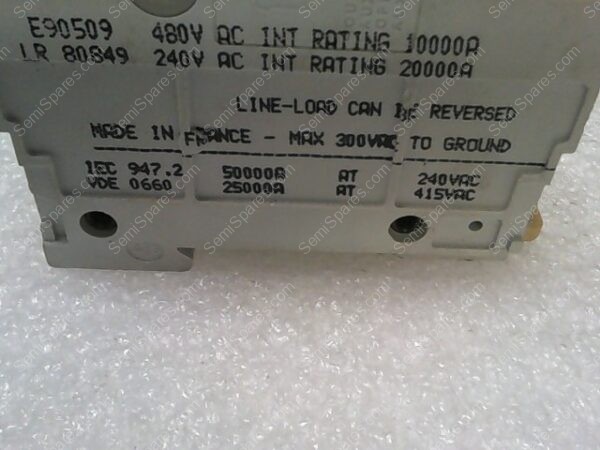 E90509 480V AC INT RATING 10000A
LR 80849 240V AC INT RATING 20000A
LINE-LOAD CAN BE REVERSED
MADE IN FRANCE - MAX 300VAC TO GROUND
IEC 947.2 50000A AT 240VAC
VDE 0660 25000A AT 415VAC
SemiSpares.com